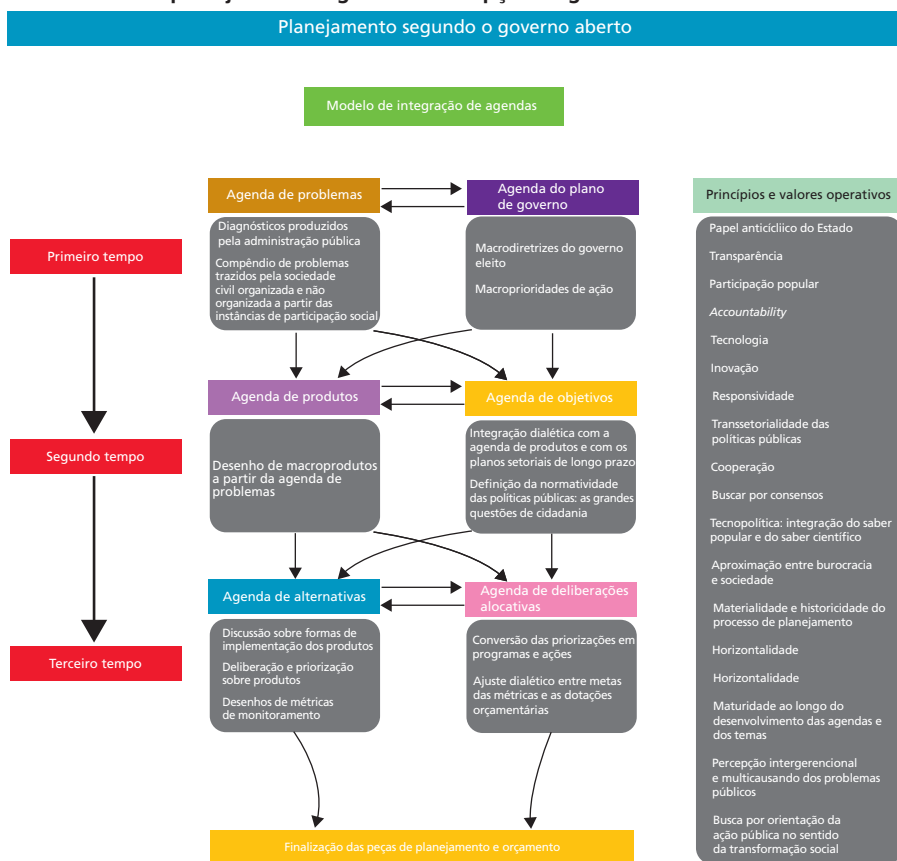 Planejamento segundo o governo aberto
Modelo de integração de agendas
Agenda de problemas
Agenda do plano
de governo
Princípios e valores operativos
Primeiro tempo
Diagnósticos produzidos
pela administração pública
Compêndio de problemas
trazidos pela sociedade
civil organizada e não
organizada a partir das
instâncias de participação social
Macrodiretrizes do governo
eleito
Macroprioridades de ação
Agenda de produtos
Agenda de objetivos
Segundo tempo
Desenho de macroprodutos
a partir da agenda de
problemas
Integração dialética com a
agenda de produtos e com os
planos setoriais de longo prazo
Definição da normatividade
das políticas públicas: as grandes
questões de cidadania
Agenda de alternativas
Agenda de deliberações
alocativas
Terceiro tempo
Discussão sobre formas de
implementação dos produtos
Deliberação e priorização
sobre produtos
Desenhos de métricas
de monitoramento
Conversão das priorizações em
programas e ações
Ajuste dialético entre metas
das métricas e as dotações
orçamentárias
Finalização das peças de planejamento e orçamento
Papel anticícliico do Estado
Transparência
Participação popular
Accountability
Tecnologia
Inovação
Responsividade
Transsetorialidade das
políticas públicas
Cooperação
Buscar por consensos
Tecnopolítica: integração do saber
popular e do saber científico
Aproximação entre burocracia
e sociedade
Materialidade e historicidade do
processo de planejamento
Horizontalidade
Horizontalidade
Maturidade ao longo do
desenvolvimento das agendas e
dos temas
Percepção intergerencional
e multicausando dos problemas
públicos
Busca por orientação da
ação pública no sentido
da transformação social